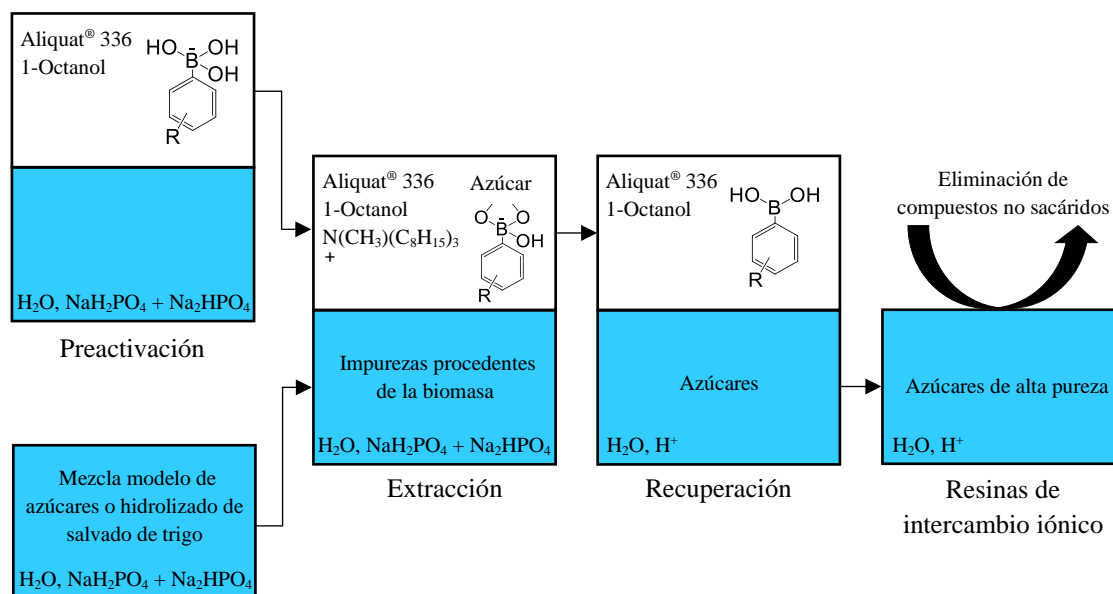 Aliquat® 336
1-Octanol
HO
B
-
OH
OH
R
H₂O, NaH₂PO₄ + Na₂HPO₄
Preactivación
Mezcla modelo de
azúcares o hidrolizado de
salvado de trigo
H₂O, NaH₂PO₄ + Na₂HPO₄
Aliquat® 336
1-Octanol
N(CH₃)(C₈H₁₅)₃
+
Azúcar
O
O
B
-
OH
R
Impurezas procedentes
de la biomasa
H₂O, NaH₂PO₄ + Na₂HPO₄
Extracción
Aliquat® 336
1-Octanol
HO
OH
B
R
Azúcares
H₂O, H⁺
Recuperación
Eliminación de
compuestos no sacáridos
Azúcares de alta pureza
H₂O, H⁺
Resinas de
intercambio iónico